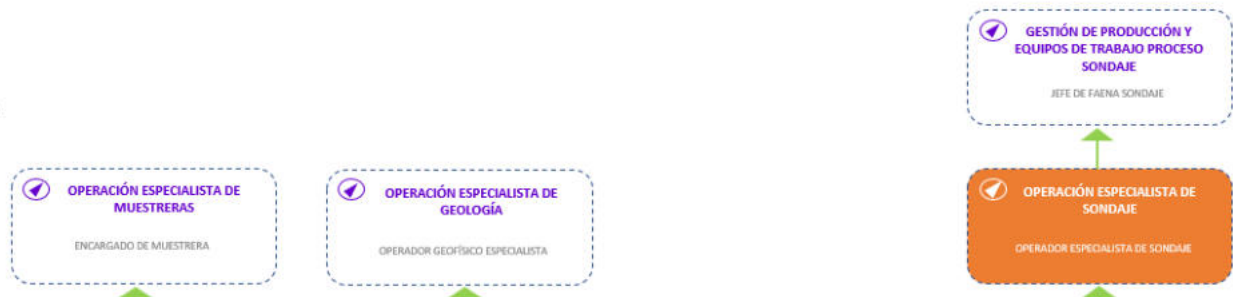 GESTIÓN DE PRODUCCIÓN Y
EQUIPOS DE TRABAJO PROCESO
SONDAJE
JEFE DE FAENA SONDAJE
OPERACIÓN ESPECIALISTA DE
MUESTRERAS
ENCARGADO DE MUESTRERA
OPERACIÓN ESPECIALISTA DE
GEOLOGÍA
OPERADOR GEOFÍSICO ESPECIALISTA
OPERACIÓN ESPECIALISTA DE
SONDAJE
OPERADOR ESPECIALISTA DE SONDAJE